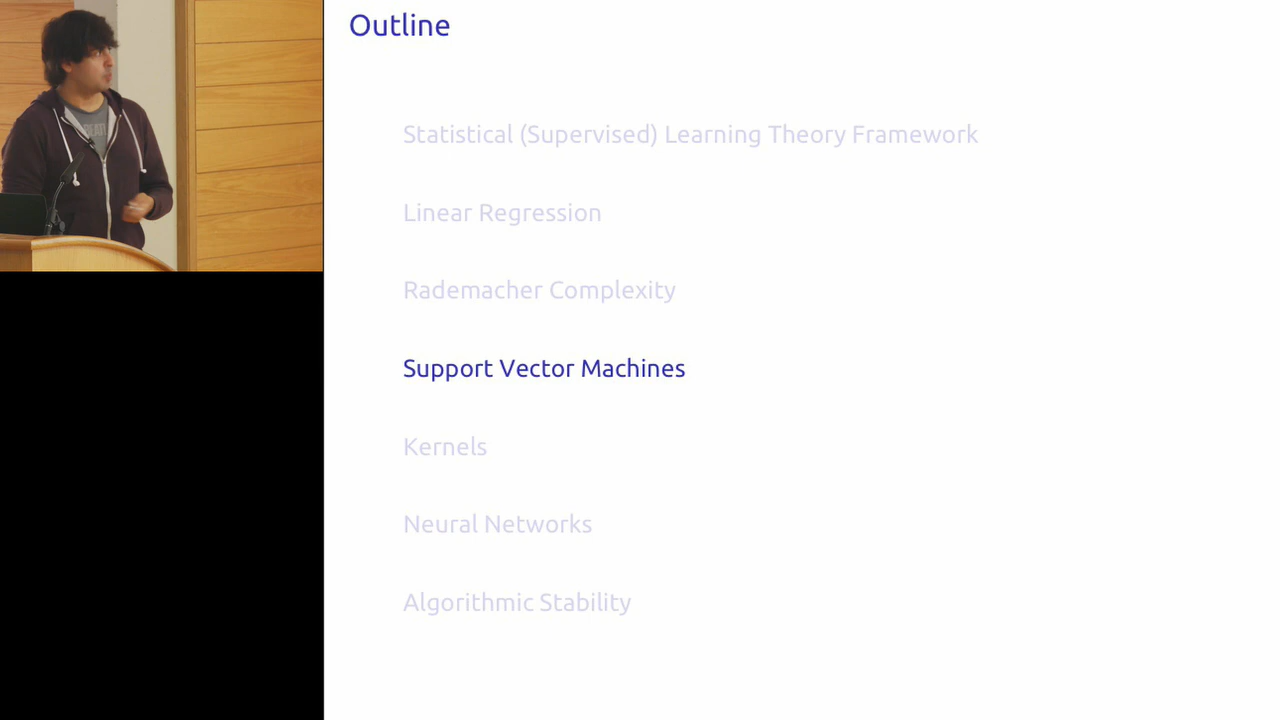 Outline
Statistical (Supervised) Learning Theory Framework
Linear Regression
Rademacher Complexity
Support Vector Machines
Kernels
Neural Networks
Algorithmic Stability